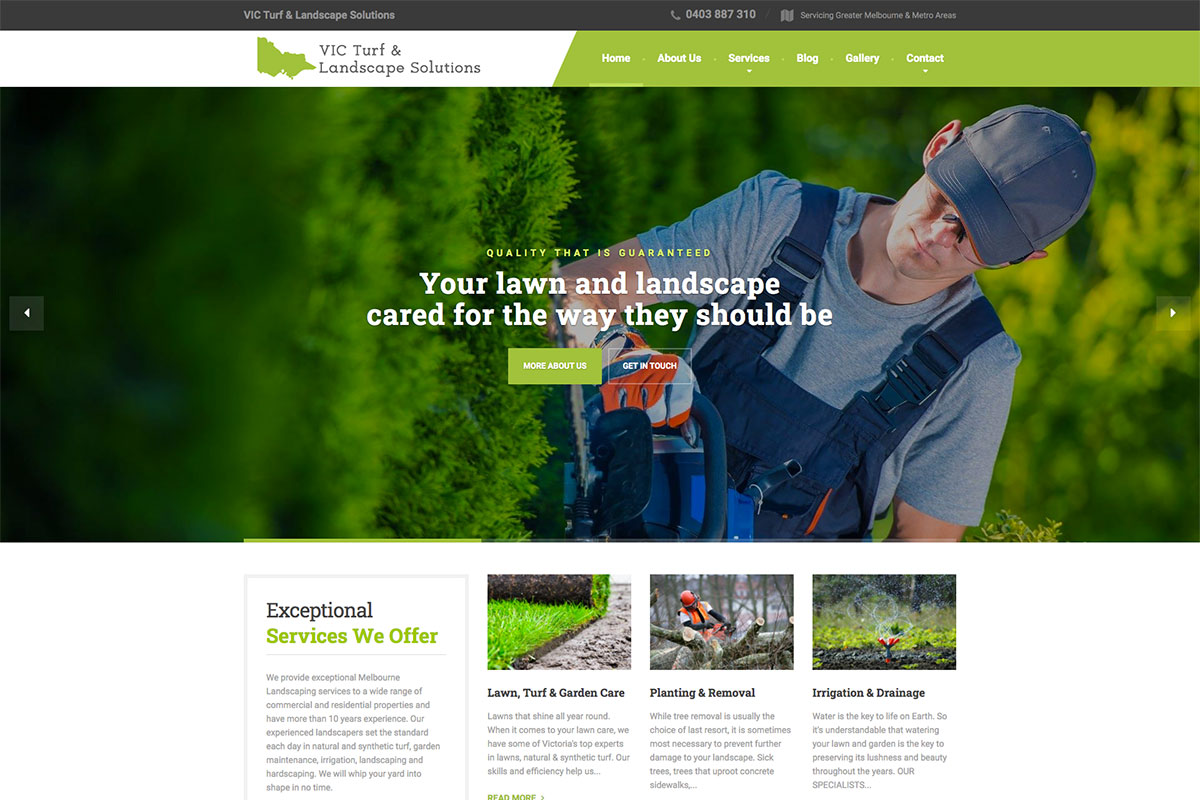 VIC Turf & Landscape Solutions
0403 887 310 / Servicing Greater Melbourne & Metro Areas
VIC Turf &
Landscape Solutions
Home
About Us
Services
Blog
Gallery
Contact
QUALITY THAT IS GUARANTEED
Your lawn and landscape
cared for the way they should be
MORE ABOUT US
GET IN TOUCH
Exceptional
Services We Offer
We provide exceptional Melbourne
Landscaping services to a wide range of
commercial and residential properties and
have more than 10 years experience. Our
experienced landscapers set the standard
each day in natural and synthetic turf, garden
maintenance, irrigation, landscaping and
hardscaping. We will whip your yard into
shape in no time.
Lawn, Turf & Garden Care
Lawns that shine all year round.
When it comes to your lawn care, we
have some of Victoria's top experts
in lawns, natural & synthetic turf. Our
skills and efficiency help us...
READ MORE >
Planting & Removal
While tree removal is usually the
choice of last resort, it is sometimes
most necessary to prevent further
damage to your landscape. Sick
trees, trees that uproot concrete
sidewalks,...
Irrigation & Drainage
Water is the key to life on Earth. So
it's understandable that watering
your lawn and garden is the key to
preserving its lushness and beauty
throughout the years. OUR
SPECIALISTS...